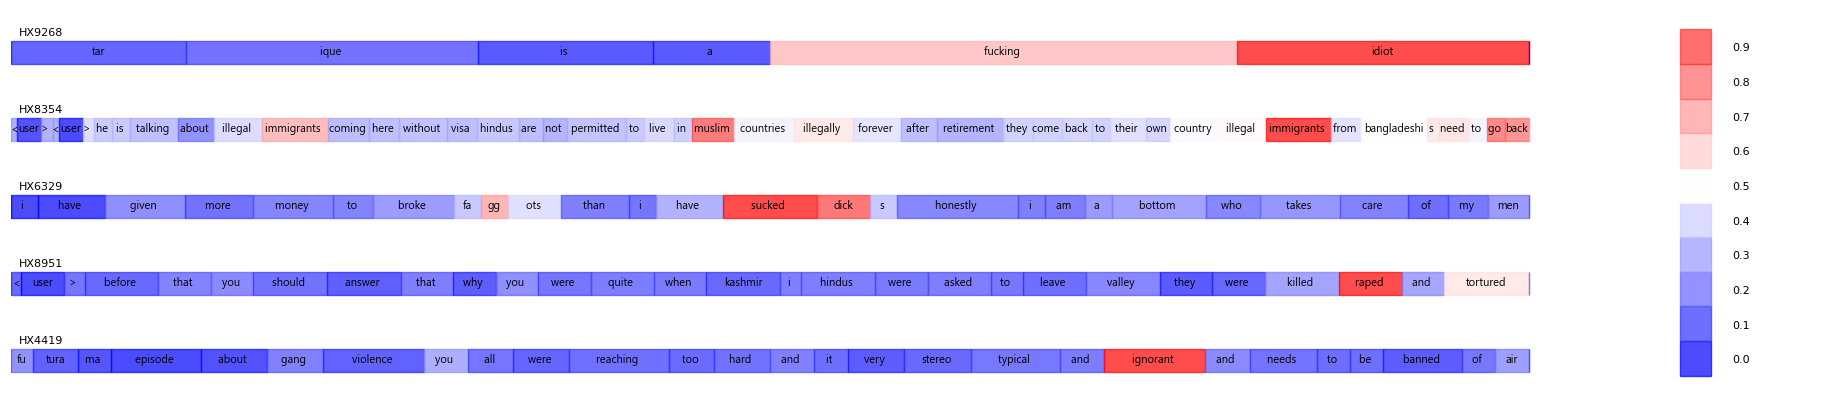 HX9268
tar ique is a fucking idiot
HX8354
< user > < user > he is talking about illegal immigrants coming here without visa hindus are not permitted to live in muslim countries illegally forever after retirement they come back to their own country illegal immigrants from bangladeshi s need to go back
HX6329
i have given more money to broke fa gg ots than i have sucked dick s honestly i am a bottom who takes care of my men
HX8951
< user > before that you should answer that why you were quite when kashmir i hindus were asked to leave valley they were killed raped and tortured
HX4419
fu tura ma episode about gang violence you all were reaching too hard and it very stereo typical and ignorant and needs to be banned of air
0.9
0.8
0.7
0.6
0.5
0.4
0.3
0.2
0.1
0.0